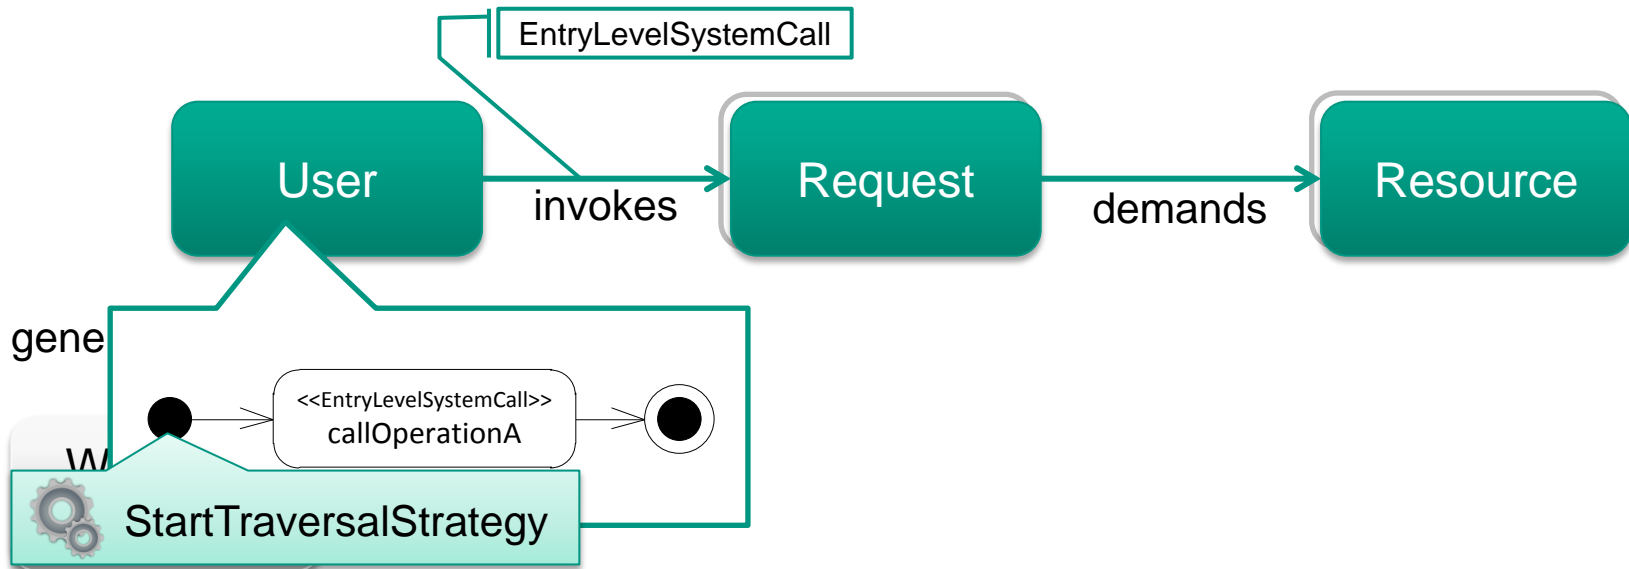 EntryLevelSystemCall
User
Request
Resource
invokes
demands
gene
<<EntryLevelSystemCall>>
callOperationA
W
StartTraversalStrategy